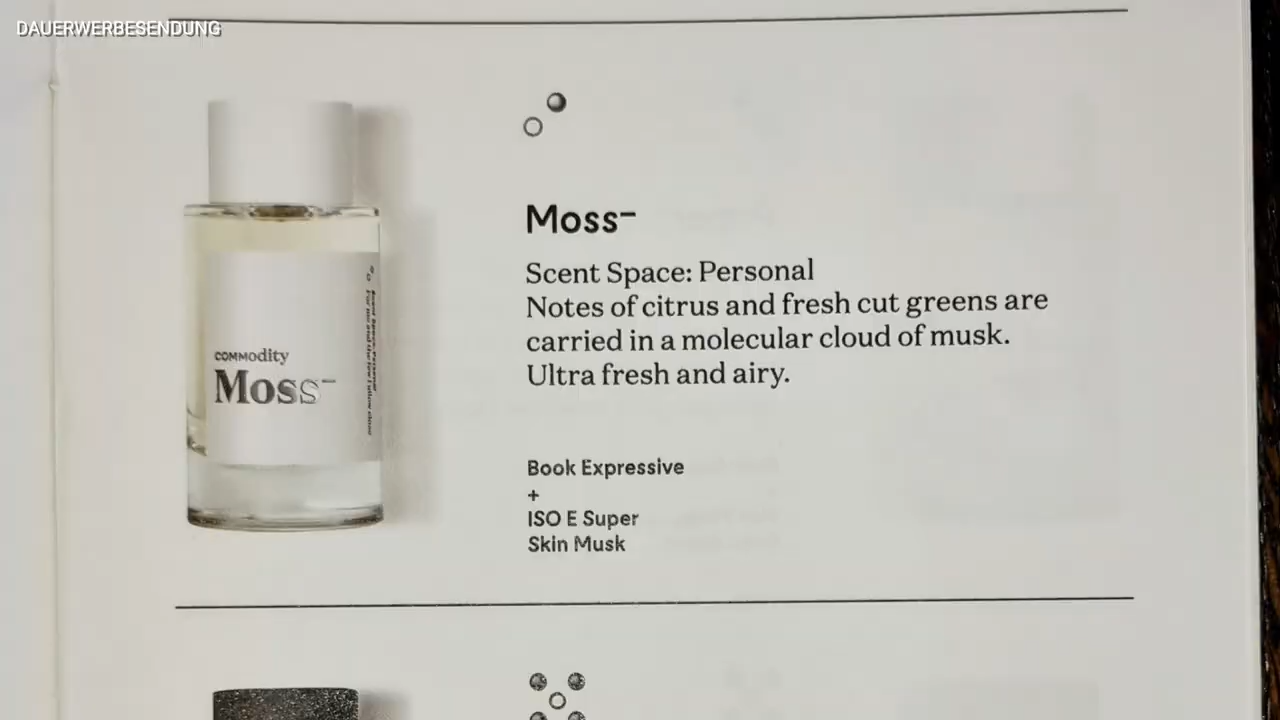 DAUERWERBESENDUNG
Moss-
Scent Space: Personal
Notes of citrus and fresh cut greens are
carried in a molecular cloud of musk.
Ultra fresh and airy.
COMModity
Moss-
Book Expressive
+
ISO E Super
Skin Musk